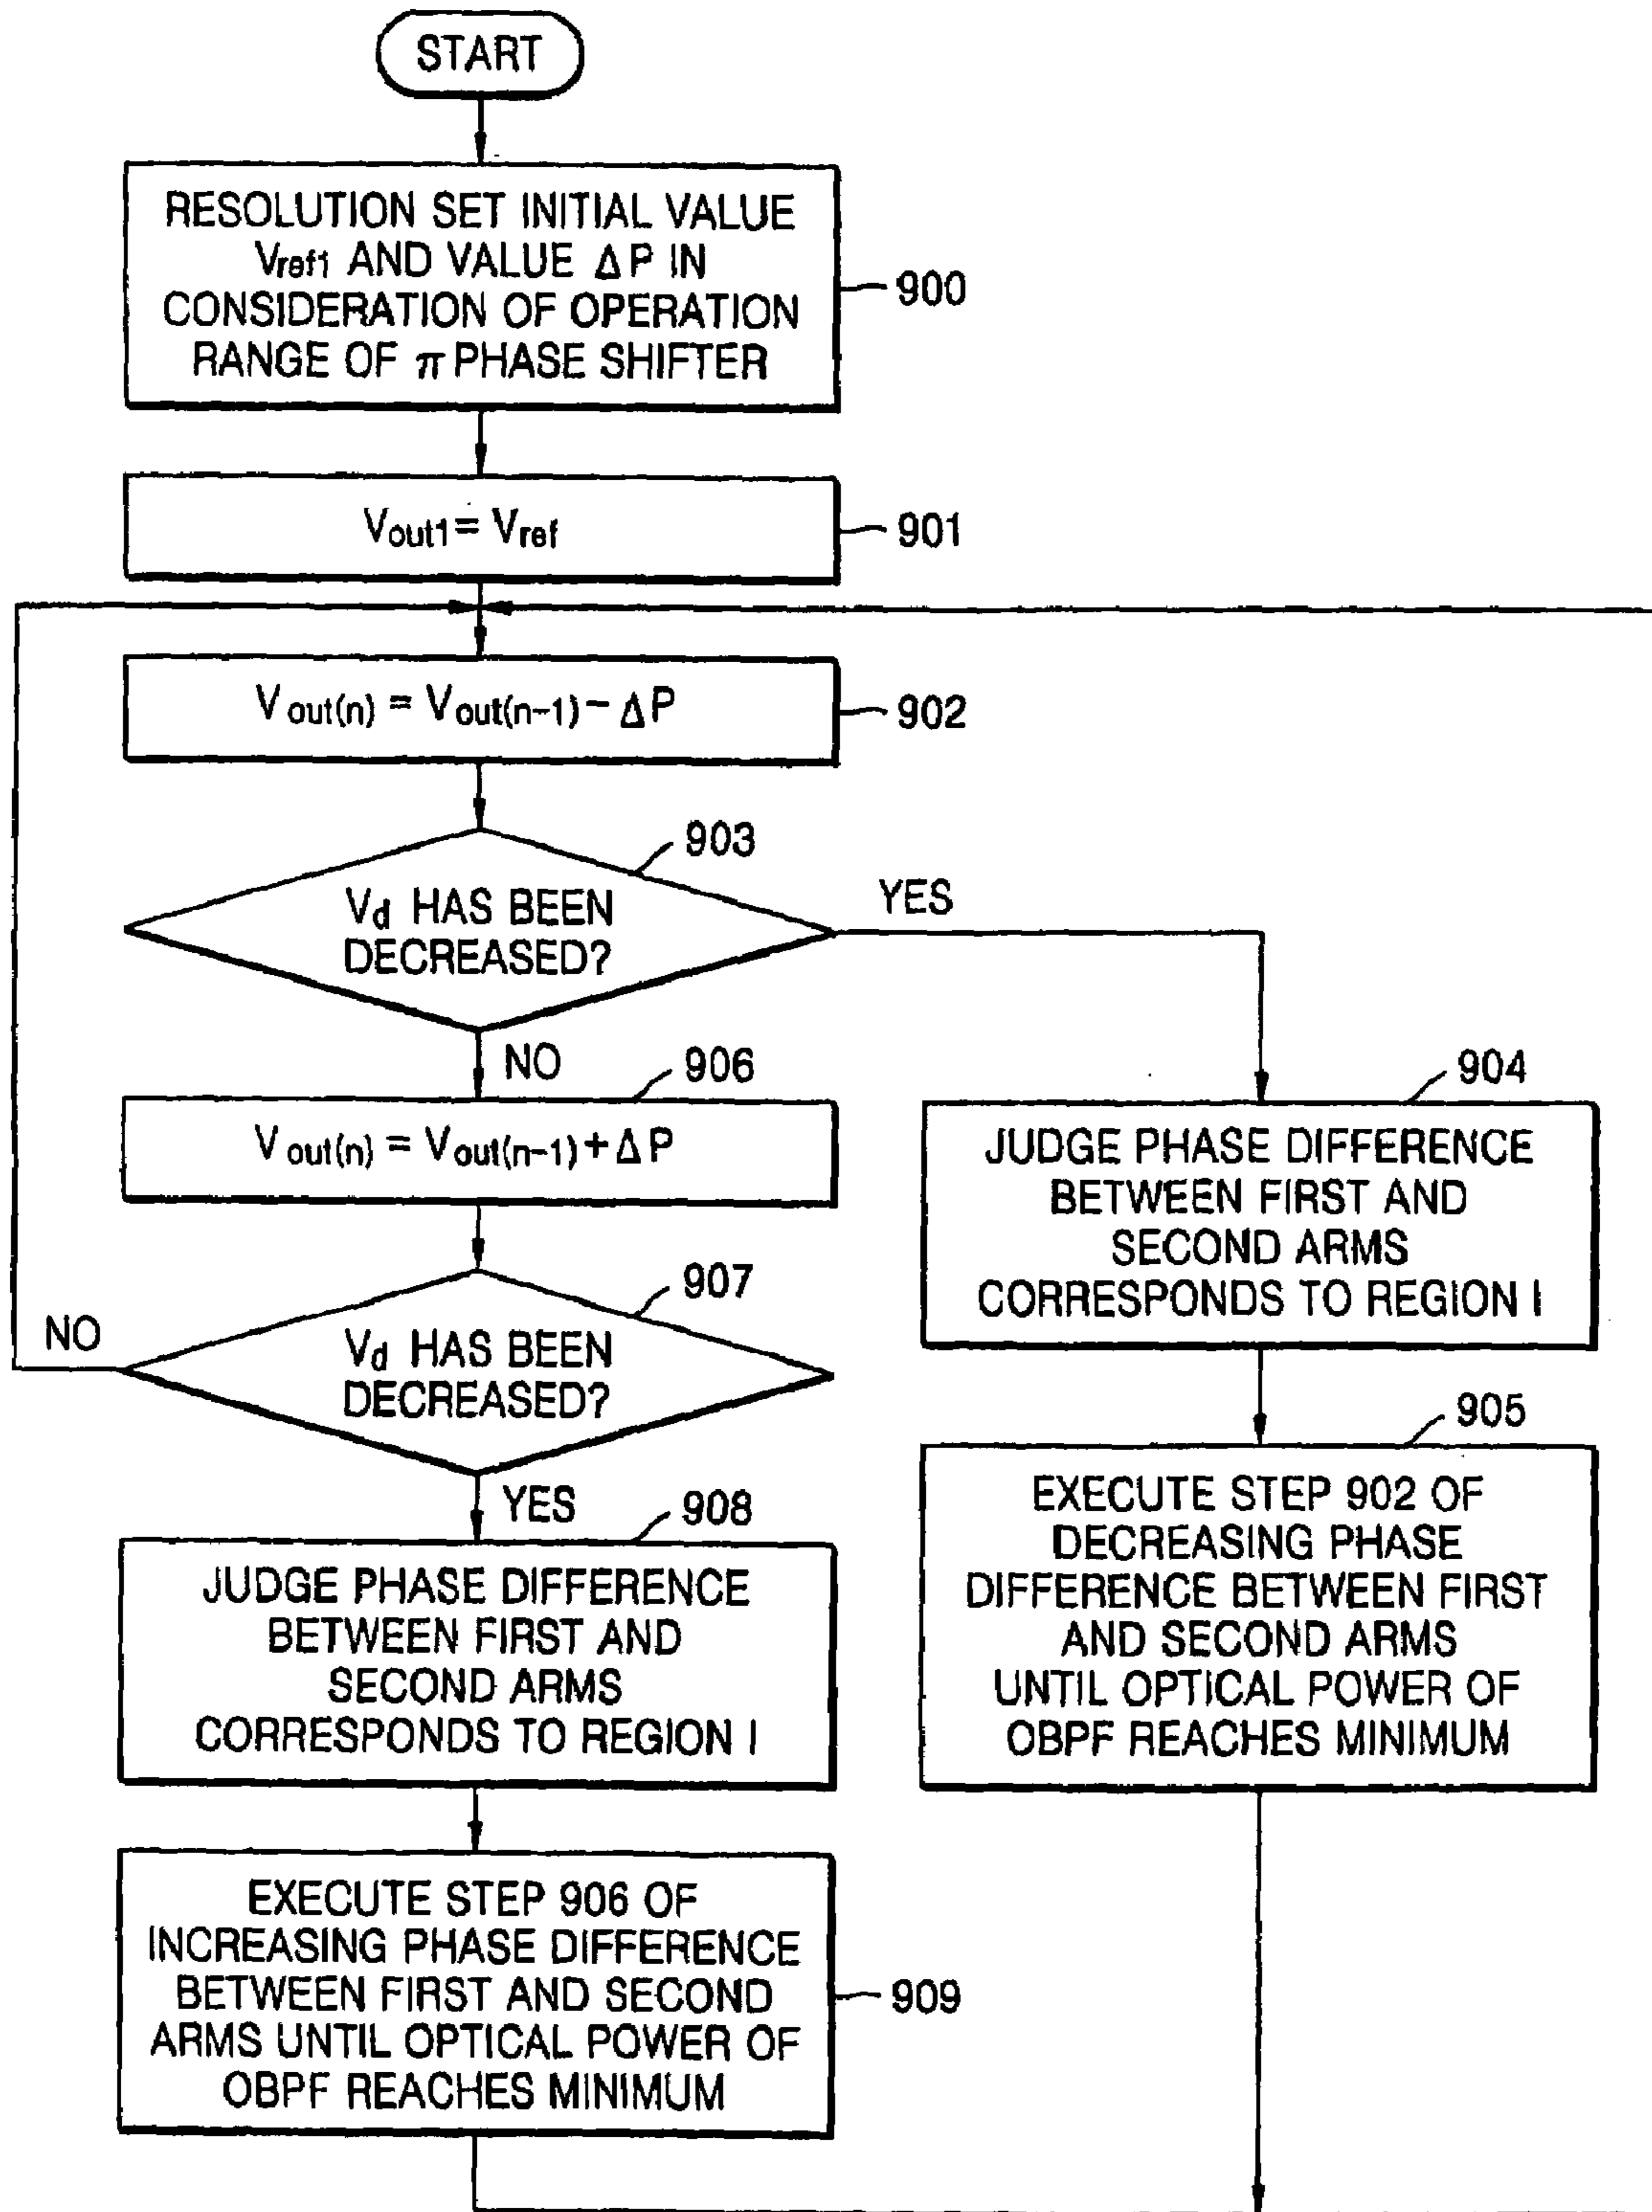 START
RESOLUTION SET INITIAL VALUE
Vref1 AND VALUE ΔP IN
CONSIDERATION OF OPERATION
RANGE OF π PHASE SHIFTER
900
Vout1 = Vref
901
Vout(n) = Vout(n-1) - ΔP
902
903
Vd HAS BEEN
DECREASED?
YES
NO
906
Vout(n) = Vout(n-1) + ΔP
904
JUDGE PHASE DIFFERENCE
BETWEEN FIRST AND
SECOND ARMS
CORRESPONDS TO REGION I
907
NO
Vd HAS BEEN
DECREASED?
YES
905
EXECUTE STEP 902 OF
DECREASING PHASE
DIFFERENCE BETWEEN FIRST
AND SECOND ARMS
UNTIL OPTICAL POWER OF
OBPF REACHES MINIMUM
908
JUDGE PHASE DIFFERENCE
BETWEEN FIRST AND
SECOND ARMS
CORRESPONDS TO REGION I
EXECUTE STEP 906 OF
INCREASING PHASE DIFFERENCE
BETWEEN FIRST AND SECOND
ARMS UNTIL OPTICAL POWER OF
OBPF REACHES MINIMUM
909